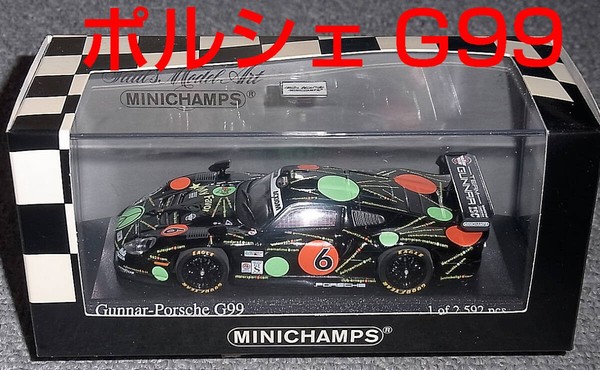 ポルシェ G99
Paul's Model Art
MINICHAMPS®
6
GUNNAR
PORSCHE
Gunnar-Porsche G99
1 of 2.592 pcs.
MINICHAMPS®